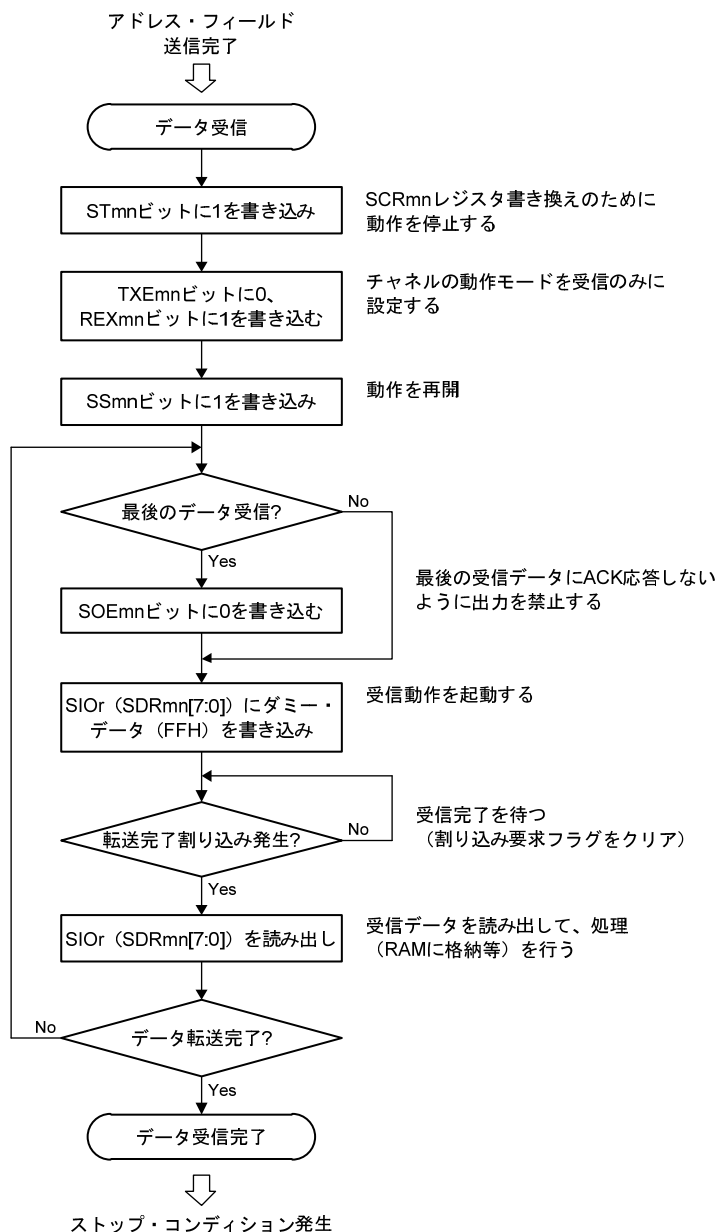 アドレス・フィールド
送信完了
データ受信
STmnビットに1を書き込み
SCRmnレジスタ書き換えのために
動作を停止する
TXEmnビットに0、
REXmnビットに1を書き込む
チャネルの動作モードを受信のみに
設定する
SSmnビットに1を書き込み
動作を再開
最後のデータ受信?
No
Yes
最後の受信データにACK応答しない
ように出力を禁止する
SOEmnビットに0を書き込む
SIOr（SDRmn[7:0]）にダミー・
データ（FFH）を書き込み
受信動作を起動する
転送完了割り込み発生?
No
受信完了を待つ
（割り込み要求フラグをクリア）
Yes
SIOr（SDRmn[7:0]）を読み出し
受信データを読み出して、処理
（RAMに格納等）を行う
No
データ転送完了?
Yes
データ受信完了
ストップ・コンディション発生